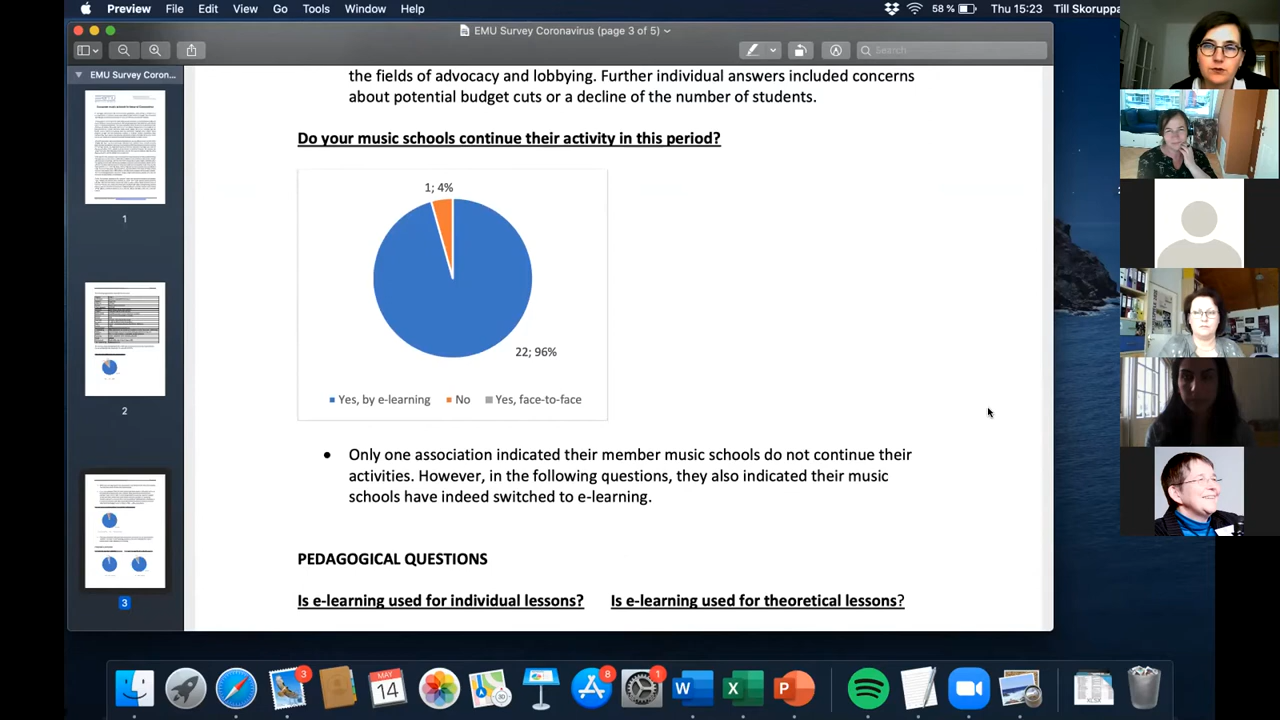 Preview File Edit View Go Tools Window Help 58 % Thu 15:23 Till Skoruppa
EMU Survey Coronavirus (page 3 of 5)
Search
EMU Survey Coron...
the fields of advocacy and lobbying. Further individual answers included concerns
about potential budget cuts or a decline of the number of students.
Do your music schools continue their activity in this period?
1; 4%
22; 96%
Yes, by e-learning No Yes, face-to-face
Only one association indicated their member music schools do not continue their
activities. However, in the following questions, they also indicated their music
schools have indeed switched to e-learning.
PEDAGOGICAL QUESTIONS
Is e-learning used for individual lessons? Is e-learning used for theoretical lessons?
1
2
3
3
MAY
14
8
1
W
X
P
XLSX